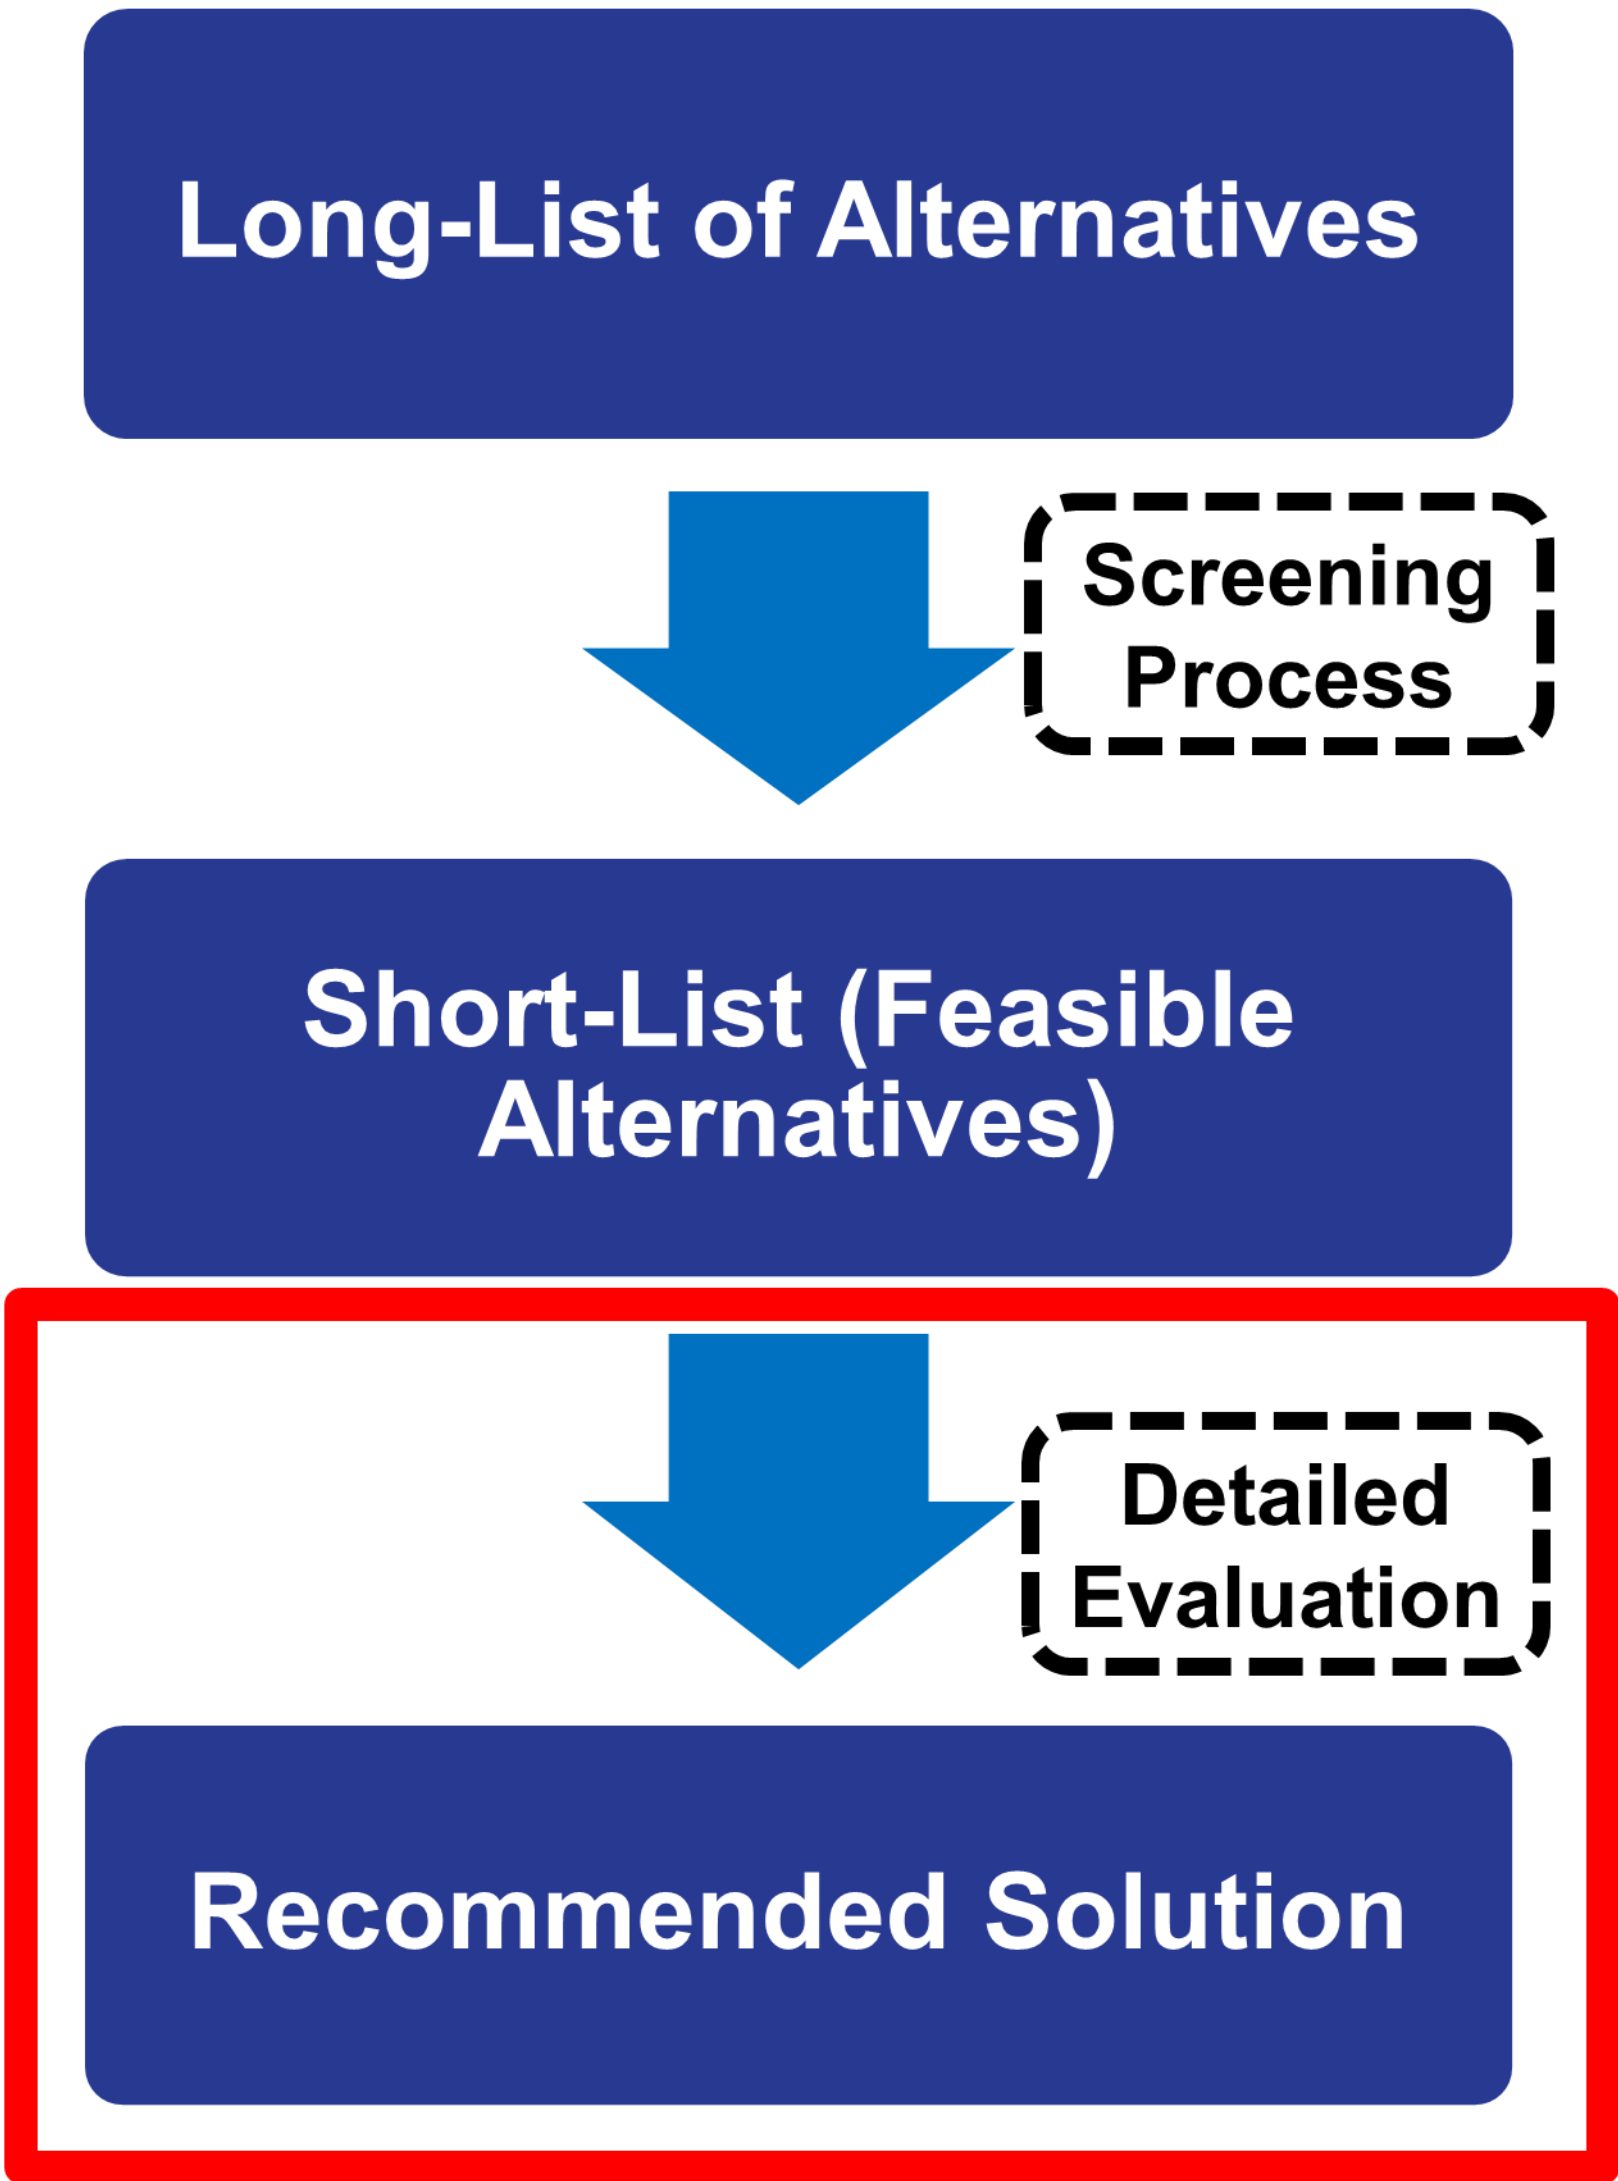 Long-List of Alternatives
Screening
Process
Short-List (Feasible
Alternatives)
Detailed
Evaluation
Recommended Solution